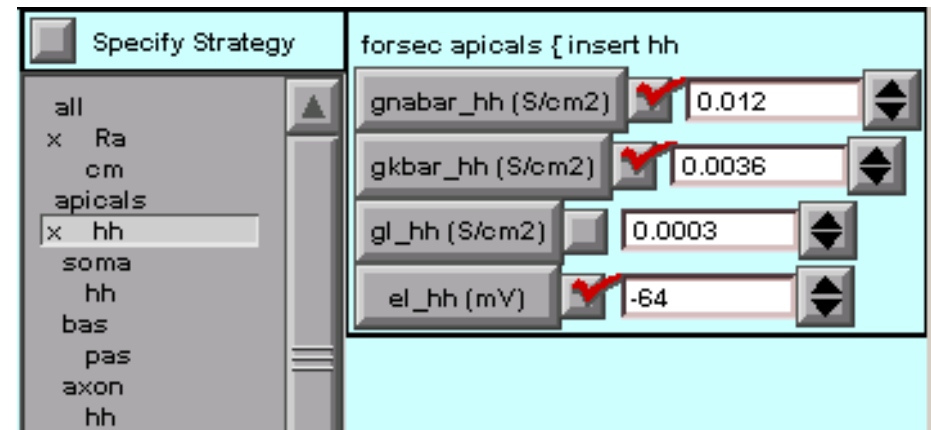 Specify Strategy
all
x Ra
cm
apicals
x hh
soma
hh
bas
pas
axon
hh
forsec apicals { insert hh
gnabar_hh (S/cm2) 0.012
gkbar_hh (S/cm2) 0.0036
gl_hh (S/cm2) 0.0003
el_hh (mV) -64